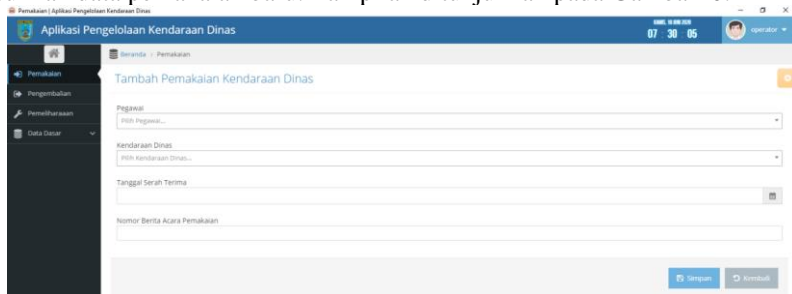 Pemakaian | Aplikasi Pengelolaan Kendaraan Dinas
Aplikasi Pengelolaan Kendaraan Dinas
07 : 30 : 05
operator
Beranda > Pemakaian
Pemakaian
Pengembalian
Pemeliharaaan
Data Dasar
Tambah Pemakaian Kendaraan Dinas
Pegawai
Pilih Pegawai...
Kendaraan Dinas
Pilih Kendaraan Dinas...
Tanggal Serah Terima
Nomor Berita Acara Pemakaian
Simpan
Kembali